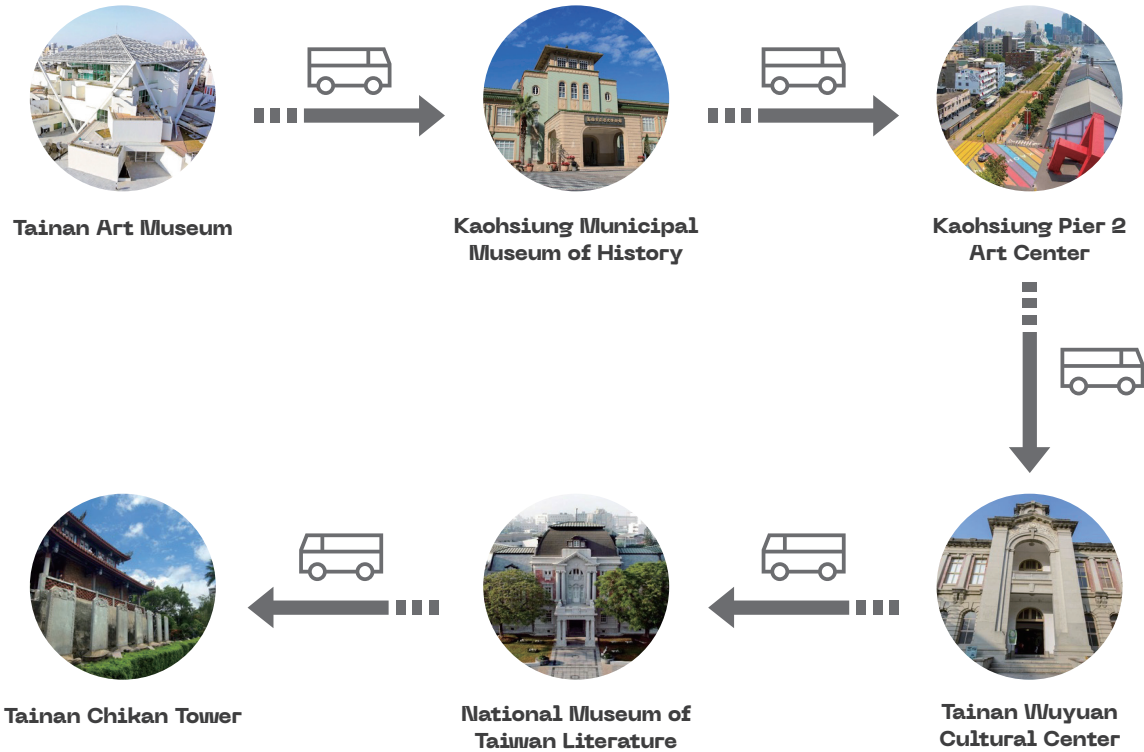 Tainan Art Museum
Kaohsiung Municipal
Museum of History
Kaohsiung Pier 2
Art Center
Tainan Wuyuan
Cultural Center
National Museum of
Taiwan Literature
Tainan Chikan Tower